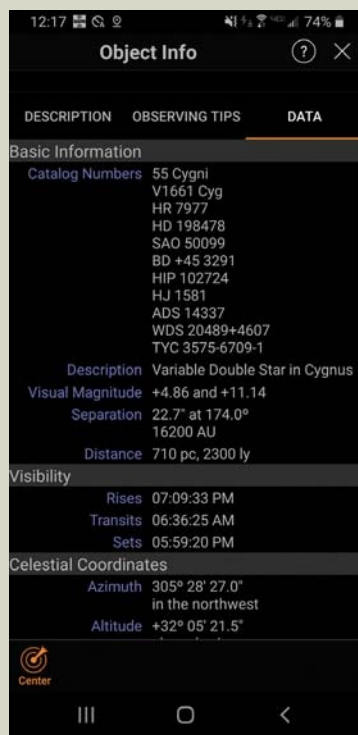 12:17 74%
Object Info ?
DESCRIPTION OBSERVING TIPS DATA
Basic Information
Catalog Numbers 55 Cygni
V1661 Cyg
HR 7977
HD 198478
SAO 50099
BD +45 3291
HIP 102724
HJ 1581
ADS 14337
WDS 20489+4607
TYC 3575-6709-1
Description Variable Double Star in Cygnus
Visual Magnitude +4.86 and +11.14
Separation 22.7" at 174.0º
16200 AU
Distance 710 pc, 2300 ly
Visibility
Rises 07:09:33 PM
Transits 06:36:25 AM
Sets 05:59:20 PM
Celestial Coordinates
Azimuth 305º 28' 27.0"
in the northwest
Altitude +32º 05' 21.5"
Center